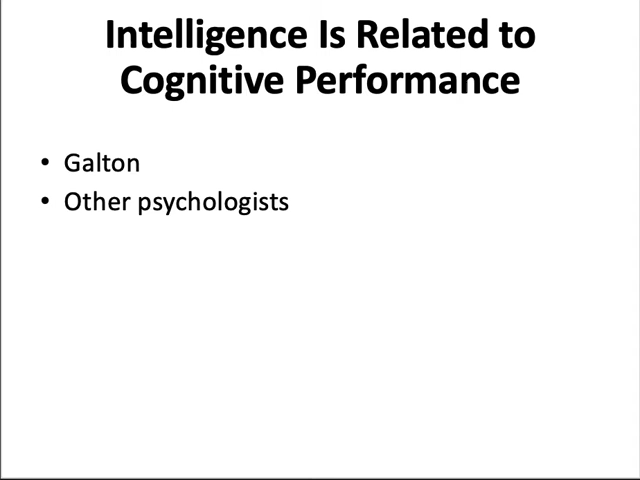 Intelligence Is Related to
Cognitive Performance
• Galton
• Other psychologists